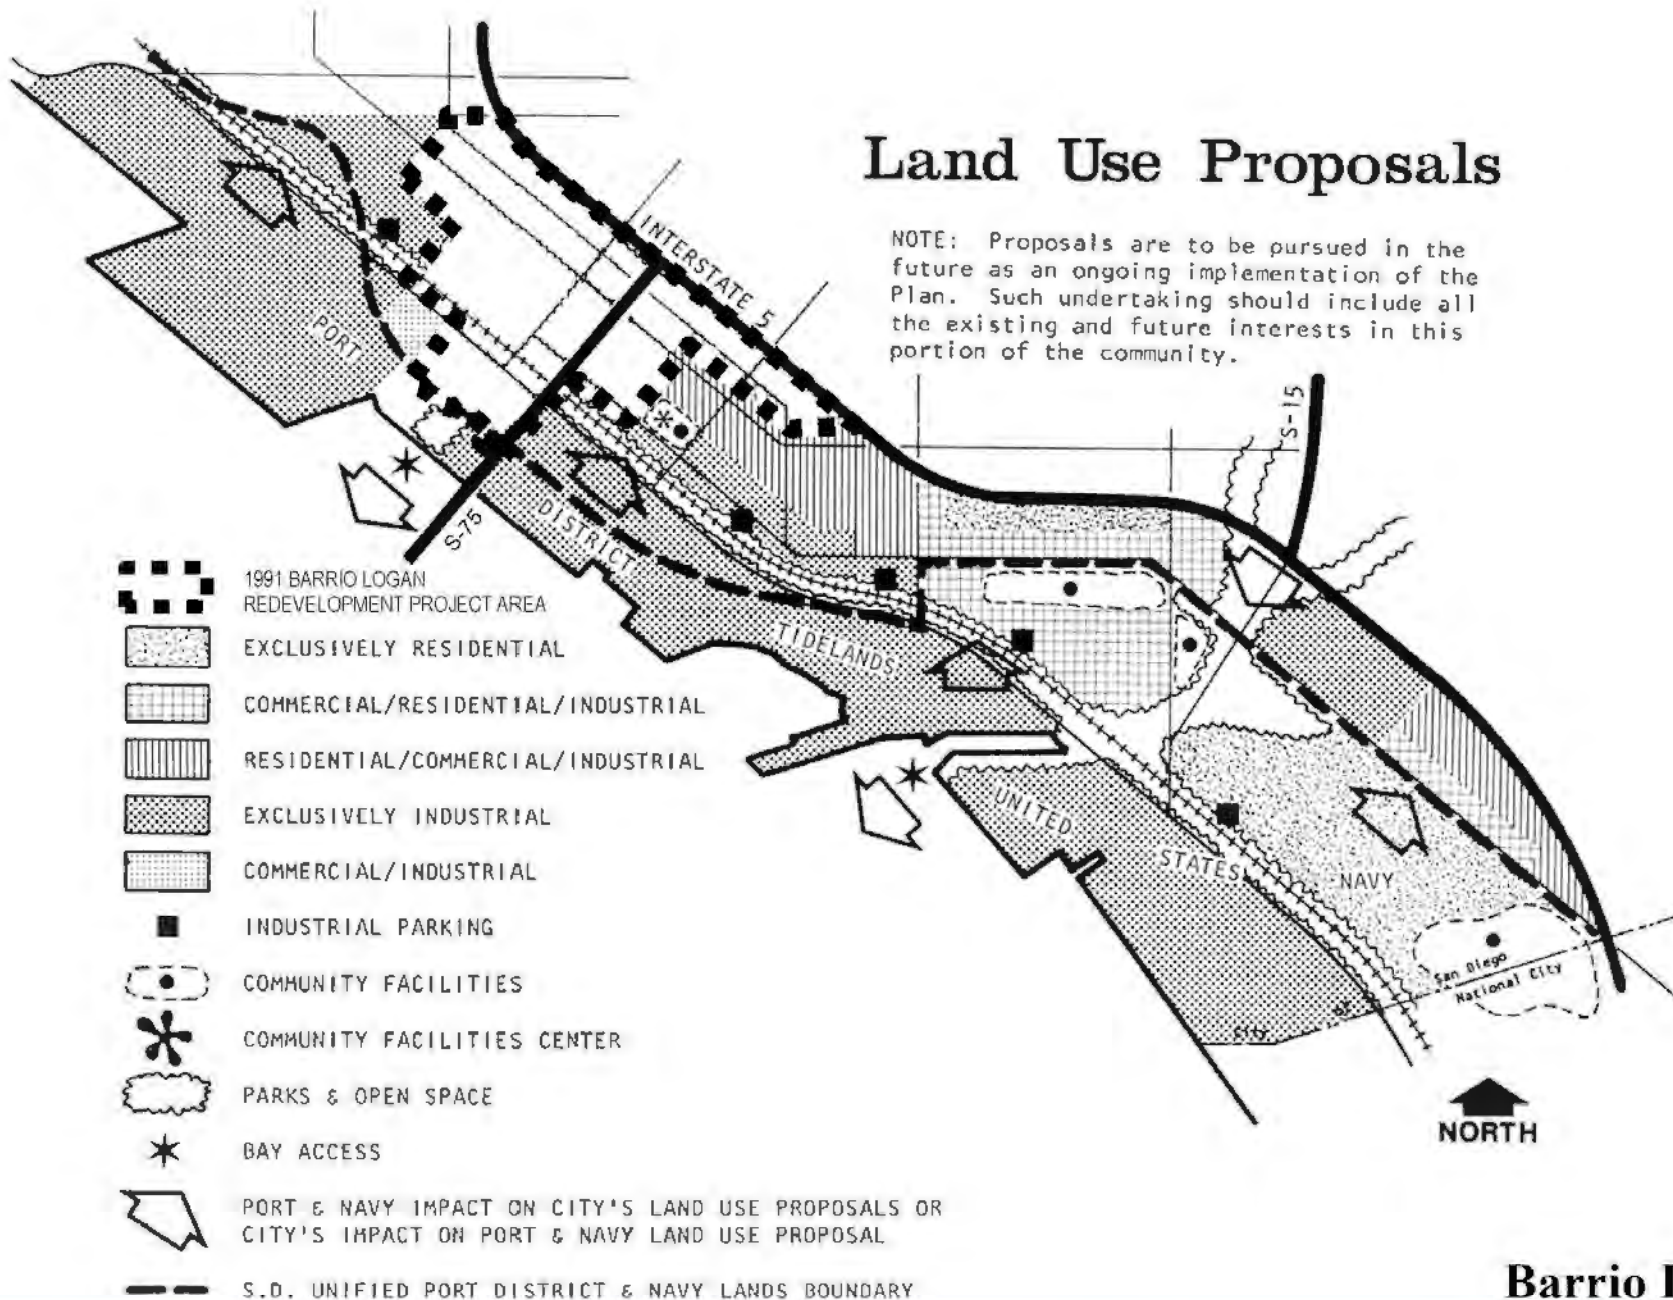 Land Use Proposals
NOTE: Proposals are to be pursued in the
future as an ongoing implementation of the
Plan. Such undertaking should include all
the existing and future interests in this
portion of the community.
INTERSTATE 5
PORT
S-15
S-75
DISTRICT
TIDELANDS
UNITED
STATES
NAVY
San Diego
National City
City
of
NORTH
1991 BARRIO LOGAN
REDEVELOPMENT PROJECT AREA
EXCLUSIVELY RESIDENTIAL
COMMERCIAL/RESIDENTIAL/INDUSTRIAL
RESIDENTIAL/COMMERCIAL/INDUSTRIAL
EXCLUSIVELY INDUSTRIAL
COMMERCIAL/INDUSTRIAL
INDUSTRIAL PARKING
COMMUNITY FACILITIES
COMMUNITY FACILITIES CENTER
PARKS & OPEN SPACE
BAY ACCESS
PORT & NAVY IMPACT ON CITY'S LAND USE PROPOSALS OR
CITY'S IMPACT ON PORT & NAVY LAND USE PROPOSAL
S.D. UNIFIED PORT DISTRICT & NAVY LANDS BOUNDARY
Barrio